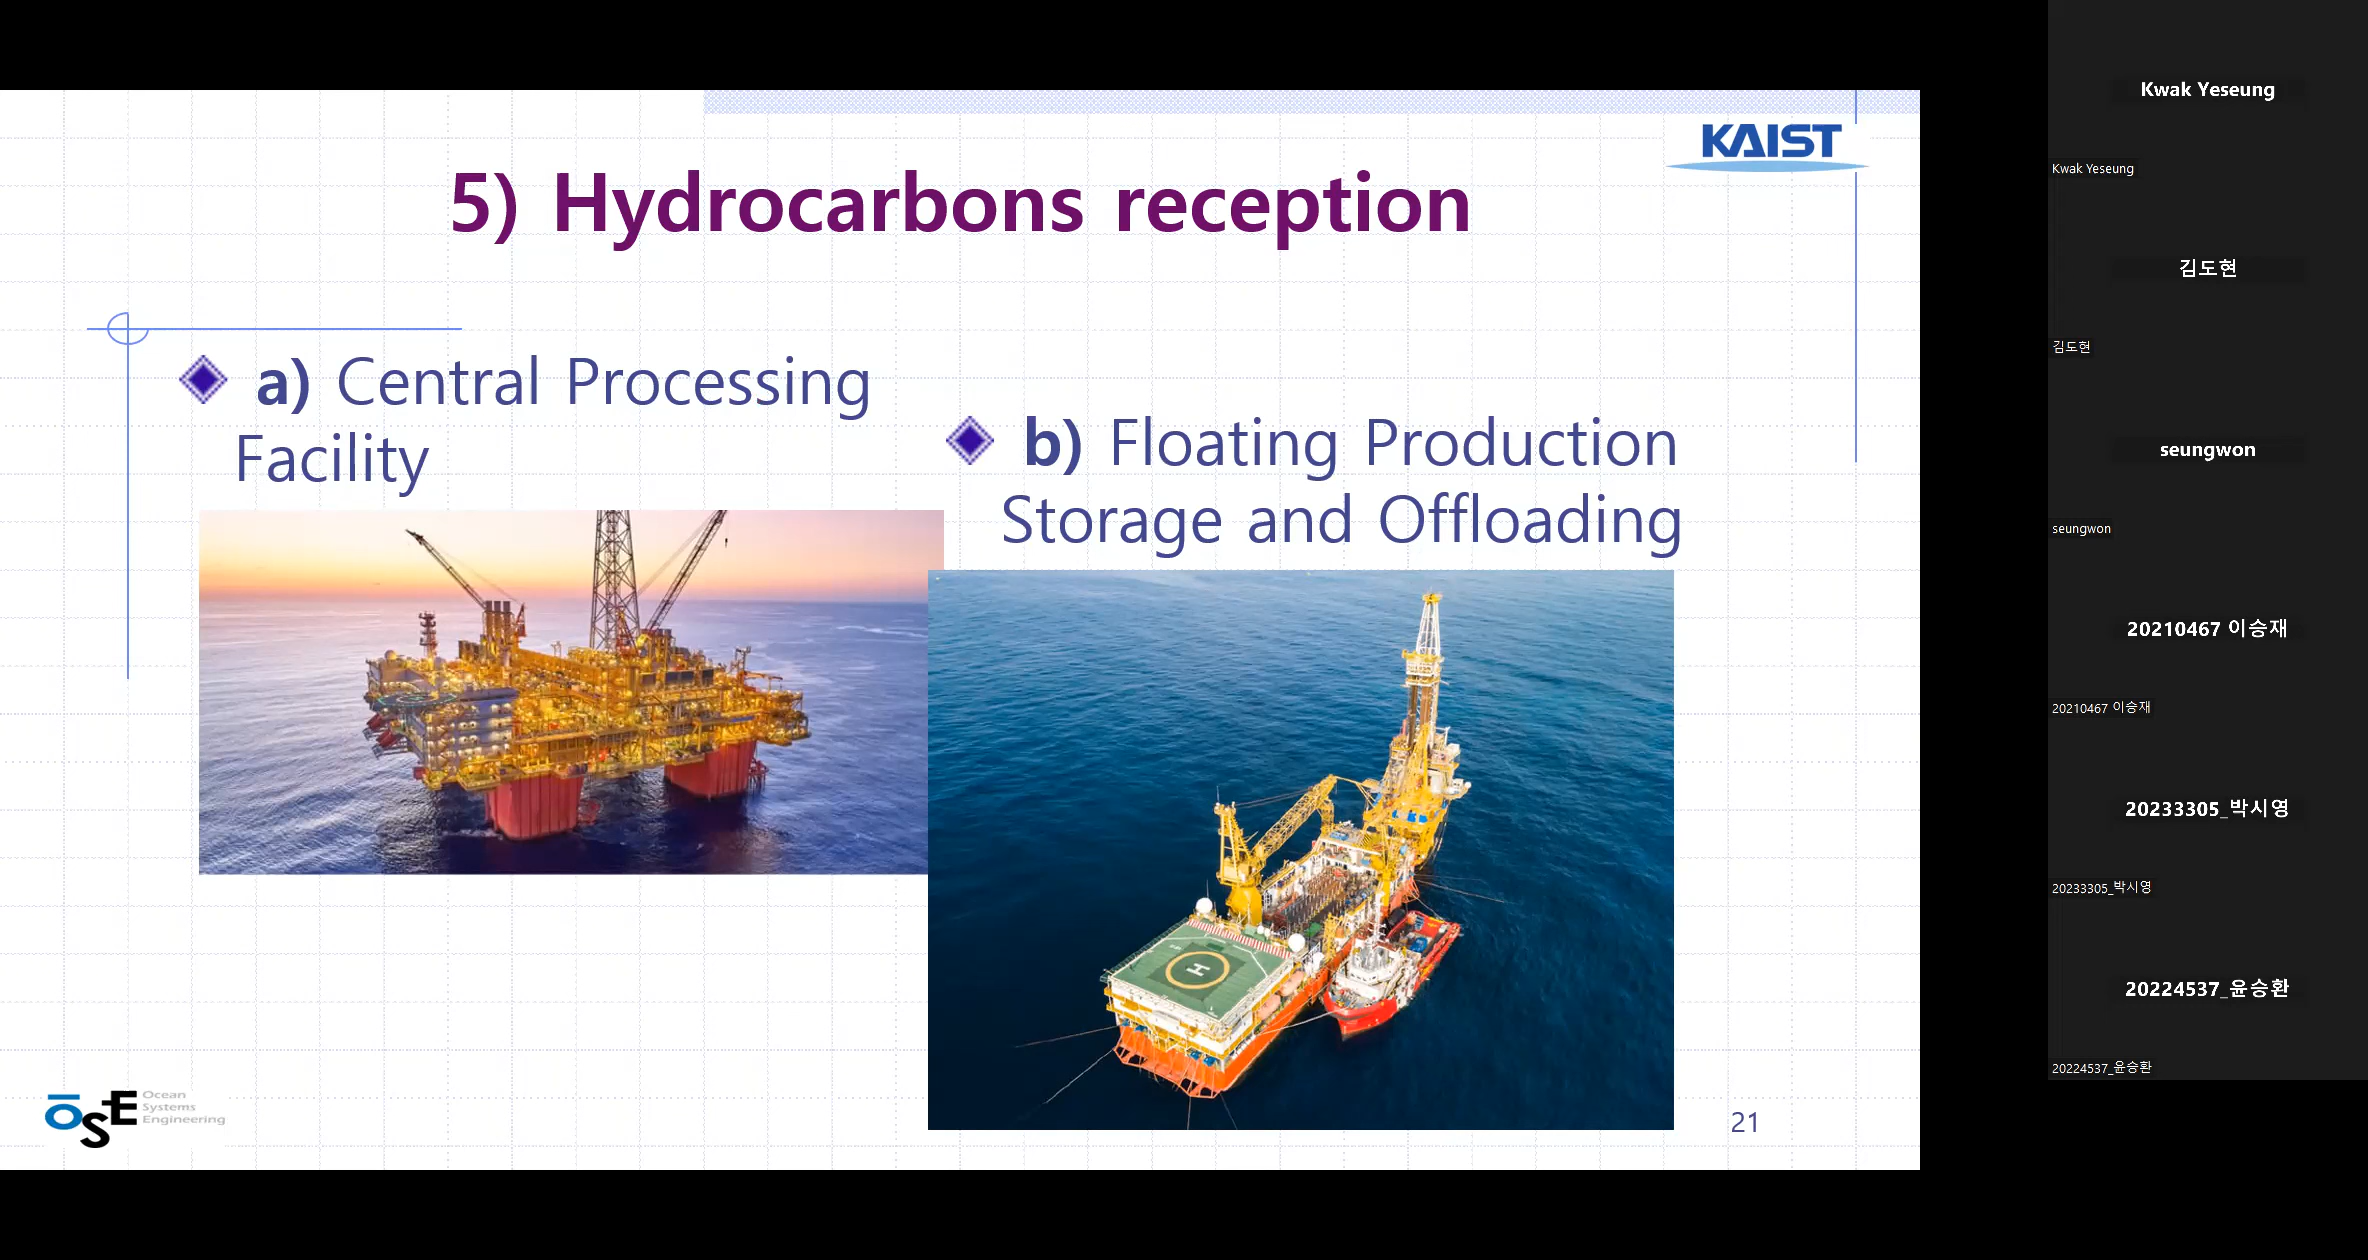 KAIST
5) Hydrocarbons reception
a) Central Processing
Facility
b) Floating Production
Storage and Offloading
H
OSE Ocean
Systems
Engineering
21
Kwak Yeseung
Kwak Yeseung
김도현
김도현
seungwon
seungwon
20210467 이승재
20210467 이승재
20233305_박시영
20233305_박시영
20224537_윤승환
20224537_윤승환